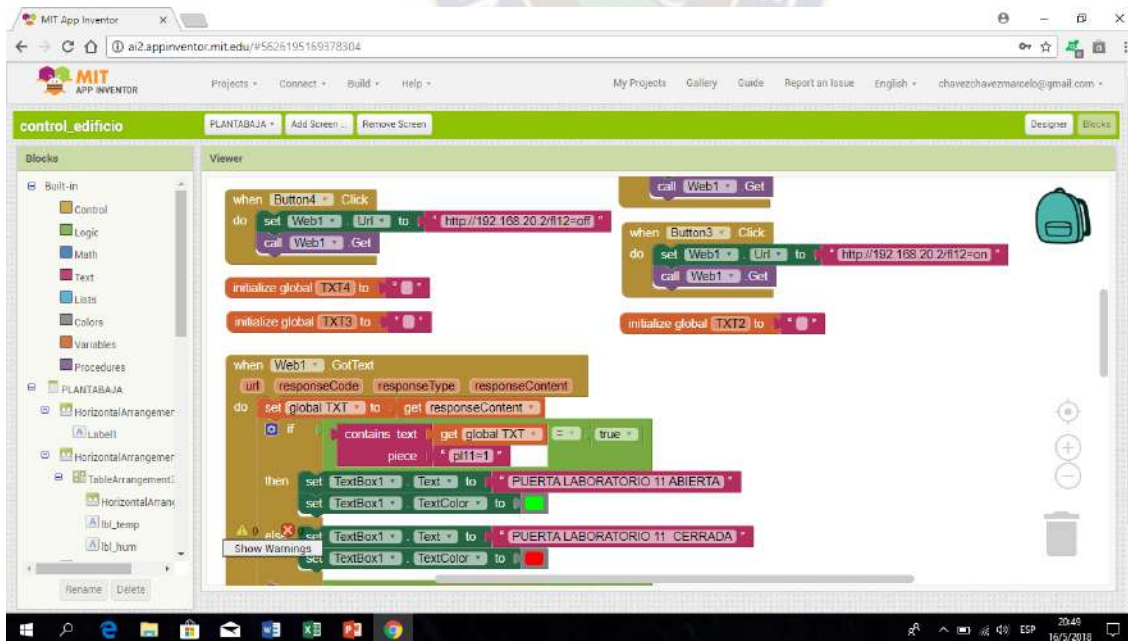 MIT App Inventor
ai2.appinventor.mit.edu/#5626195169378304
MIT
APP INVENTOR
Projects Connect Build Help My Projects Gallery Guide Report an Issue English chavezchavezmarcelo@gmail.com
control_edificio PLANTABAJA Add Screen ... Remove Screen Designer Blocks
Blocks Viewer
Built-in
Control
Logic
Math
Text
Lists
Colors
Variables
Procedures
PLANTABAJA
HorizontalArrangemer
Label1
HorizontalArrangemer
TableArrangement
HorizontalArran
lbl_temp
lbl_hum
Rename Delete
when Button4 Click
do set Web1 . Url to " http://192.168.20.2/fl12=off "
call Web1 .Get
initialize global TXT4 to " "
initialize global TXT3 to " "
call Web1 .Get
when Button3 .Click
do set Web1 . Url to " http://192.168.20.2/fl12=on "
call Web1 .Get
initialize global TXT2 to " "
when Web1 .GotText
url responseCode responseType responseContent
do set global TXT to get responseContent
if contains text get global TXT = true
piece " pl11=1 "
then set TextBox1 . Text to " PUERTA LABORATORIO 11 ABIERTA "
set TextBox1 . TextColor to
else set TextBox1 . Text to " PUERTA LABORATORIO 11 CERRADA "
set TextBox1 . TextColor to
0 0
Show Warnings
ESP 20:49
16/5/2018